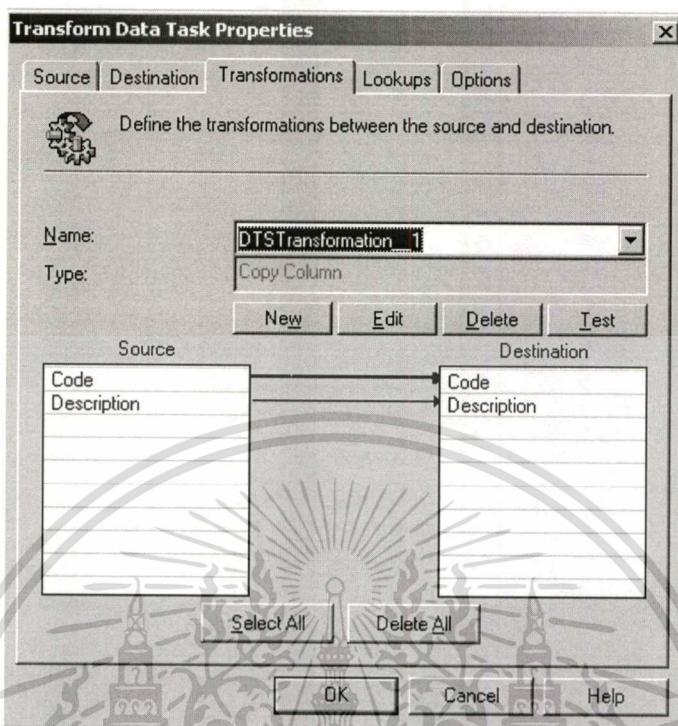 Transform Data Task Properties
Source Destination Transformations Lookups Options
Define the transformations between the source and destination.
Name: DTSTransformation__1
Type: Copy Column
New Edit Delete Test
Source Destination
Code Code
Description Description
Select All Delete All
OK Cancel Help